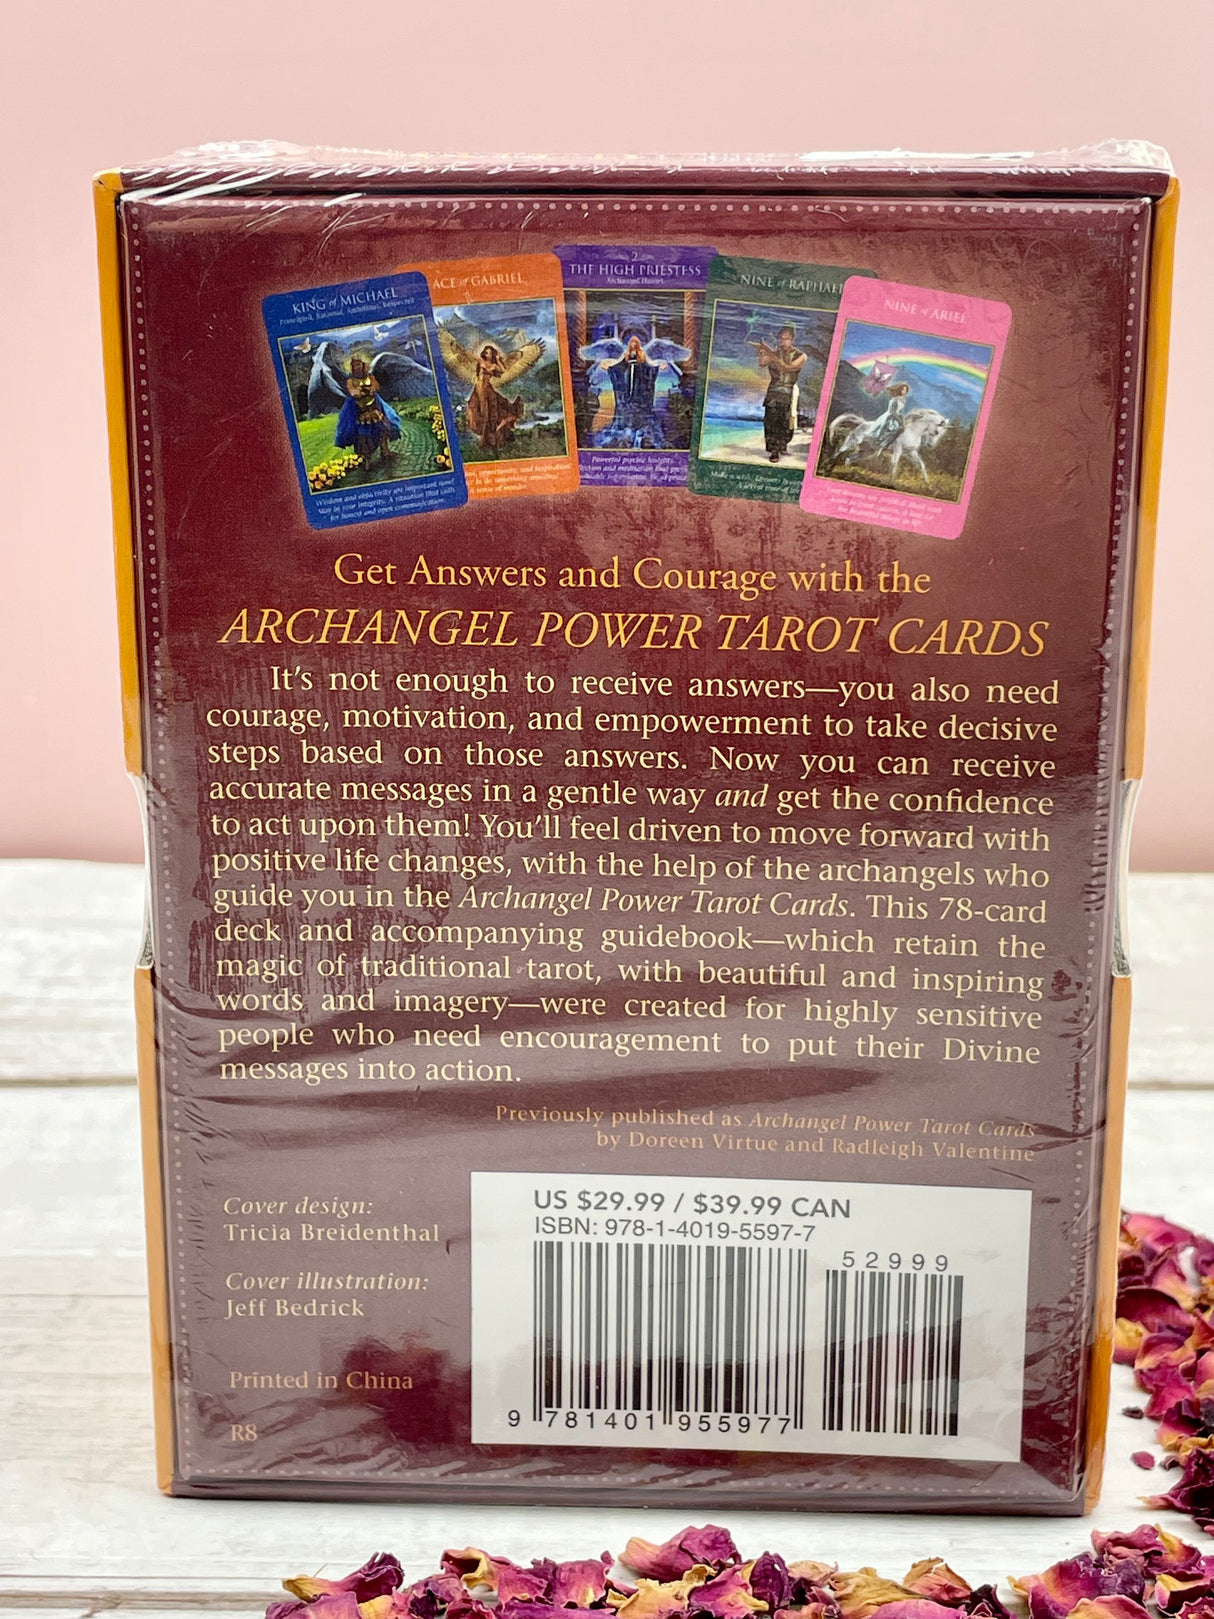 KING of MICHAEL
ACE of GABRIEL
2
THE HIGH PRIESTESS
NINE of RAPHAEL
NINE of ARIEL
Get Answers and Courage with the
ARCHANGEL POWER TAROT CARDS
It's not enough to receive answers—you also need
courage, motivation, and empowerment to take decisive
steps based on those answers. Now you can receive
accurate messages in a gentle way and get the confidence
to act upon them! You'll feel driven to move forward with
positive life changes, with the help of the archangels who
guide you in the Archangel Power Tarot Cards. This 78-card
deck and accompanying guidebook—which retain the
magic of traditional tarot, with beautiful and inspiring
words and imagery—were created for highly sensitive
people who need encouragement to put their Divine
messages into action.
Previously published as Archangel Power Tarot Cards
by Doreen Virtue and Radleigh Valentine
Cover design:
Tricia Breidenthal
Cover illustration:
Jeff Bedrick
Printed in China
R8
US $29.99 / $39.99 CAN
ISBN: 978-1-4019-5597-7
52999
9 781401 955977